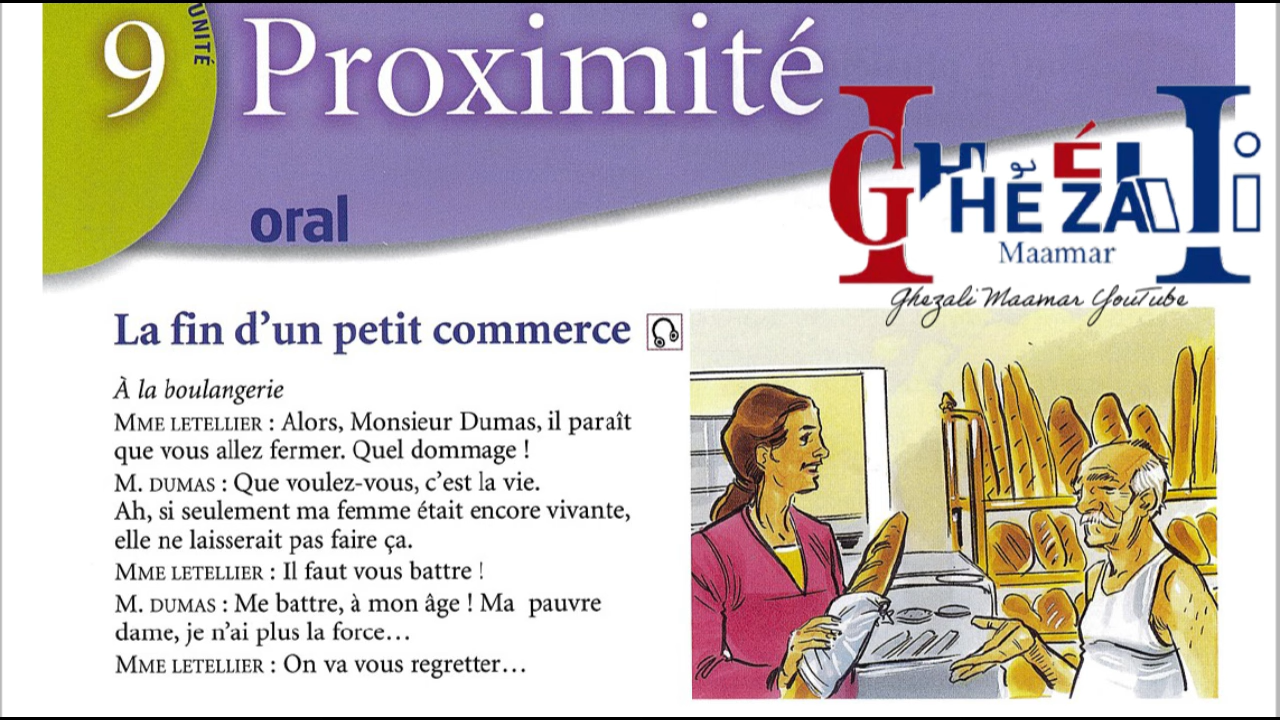 UNITÉ
9 Proximité
oral
GHÈZALI
Maamar
Ghezali Maamar YouTube
La fin d'un petit commerce
À la boulangerie
MME LETELLIER : Alors, Monsieur Dumas, il paraît
que vous allez fermer. Quel dommage !
M. DUMAS : Que voulez-vous, c'est la vie.
Ah, si seulement ma femme était encore vivante,
elle ne laisserait pas faire ça.
MME LETELLIER : Il faut vous battre !
M. DUMAS : Me battre, à mon âge ! Ma pauvre
dame, je n'ai plus la force…
MME LETELLIER : On va vous regretter…